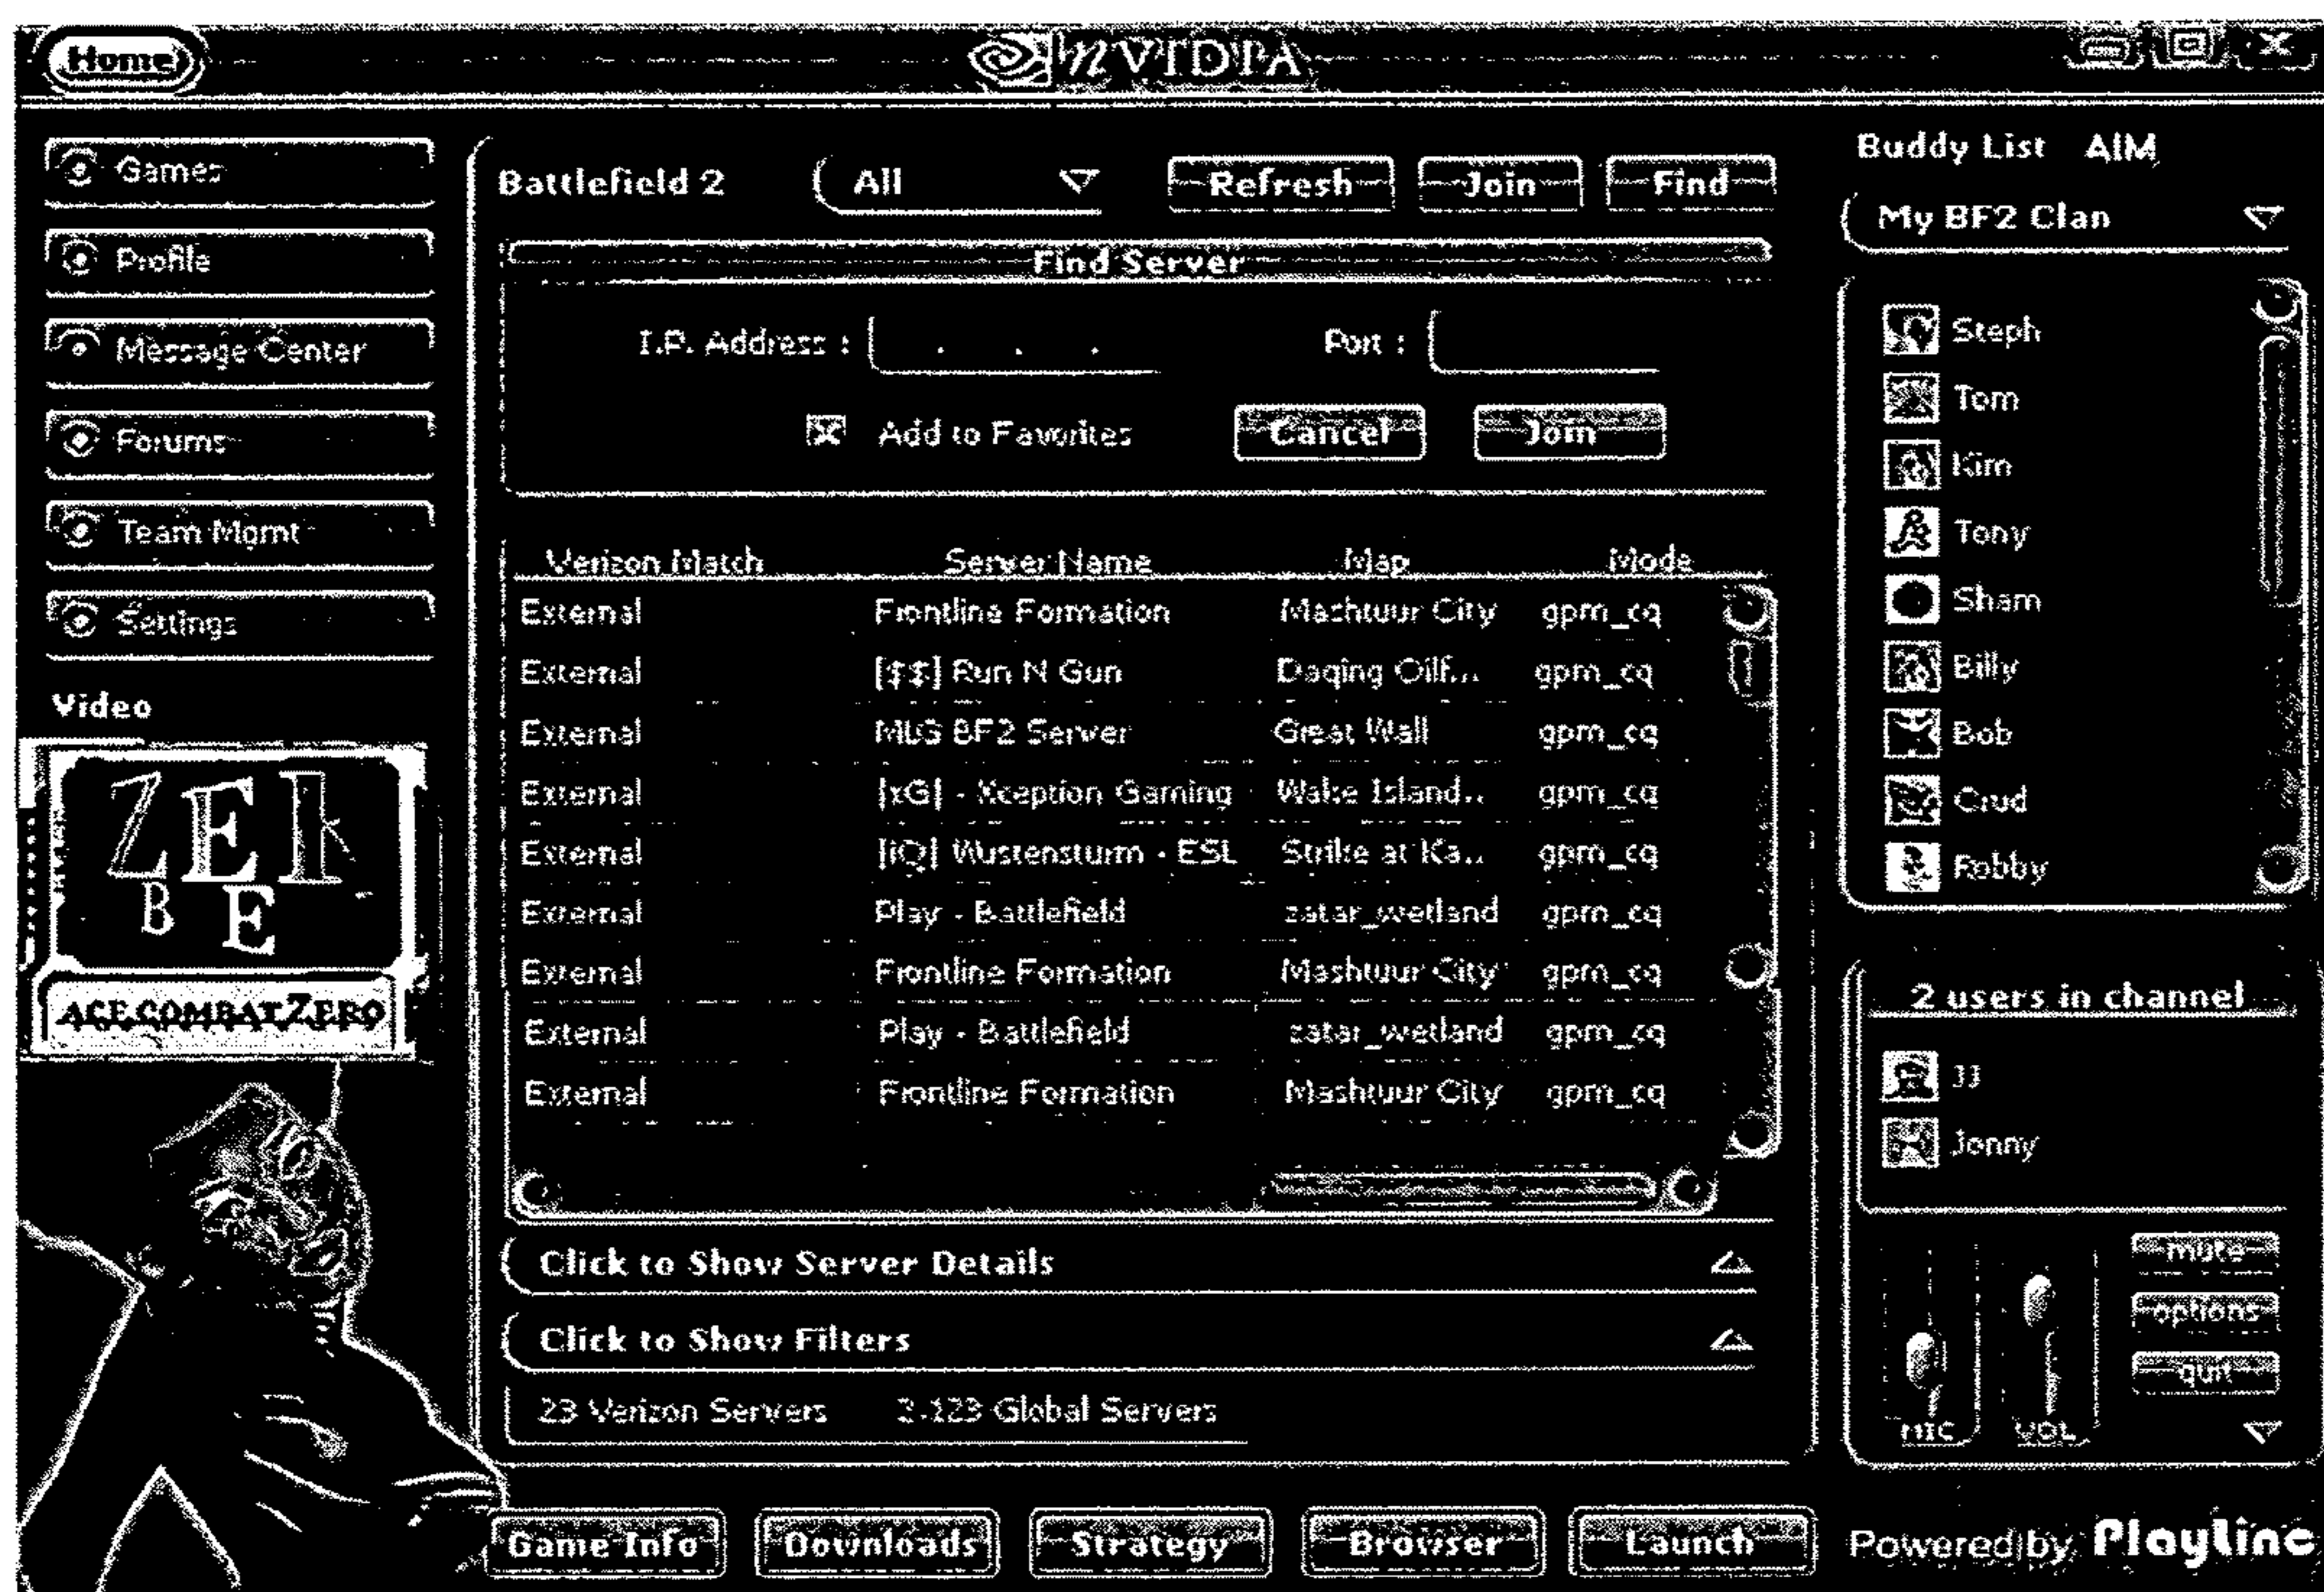 Home
nVIDIA
Games
Profile
Message Center
Forums
Team Mgmt
Settings
Video
ZEK
BE
ACE COMBAT ZERO
Battlefield 2 All Refresh Join Find
Find Server
I.P. Address : . . . Port :
Add to Favorites Cancel Join
Verizon Match Server Name Map Mode
External Frontline Formation Mashtuur City gpm_cq
External [$$] Run N Gun Daqing Oilf... gpm_cq
External BF2 Server Great Wall gpm_cq
External [xG] - Xception Gaming Wake Island.. gpm_cq
External [iQ] Wustensturm - ESL Strike at Ka.. gpm_cq
External Play - Battlefield zatar_wetland gpm_cq
External Frontline Formation Mashtuur City gpm_cq
External Play - Battlefield zatar_wetland gpm_cq
External Frontline Formation Mashtuur City gpm_cq
Click to Show Server Details
Click to Show Filters
23 Verizon Servers Global Servers
Game Info Downloads Strategy Browser Launch
Buddy List AIM
My BF2 Clan
Steph
Tom
Kim
Tony
Sham
Billy
Bob
Crud
Robby
2 users in channel
JJ
Jonny
mute
options
quit
MIC VOL
Powered by PlayLinc